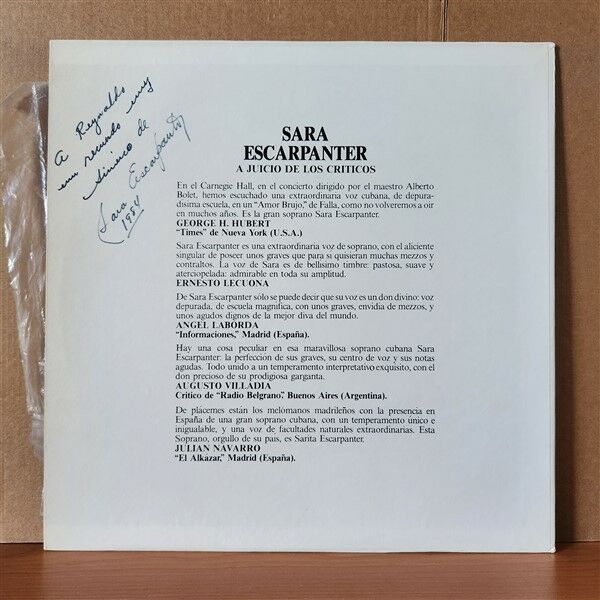 A Reynaldo
un recuerdo muy
sincero de
Sara Escarpanter
1984
SARA
ESCARPANTER
A JUICIO DE LOS CRITICOS
En el Carnegie Hall, en el concierto dirigido por el maestro Alberto
Bolet, hemos escuchado una extraordinaria voz cubana, de depura-
dísima escuela, en un "Amor Brujo," de Falla, como no volveremos a oir
en muchos años. Es la gran soprano Sara Escarpanter.
GEORGE H. HUBERT
"Times" de Nueva York (U.S.A.)
Sara Escarpanter es una extraordinaria voz de soprano, con el aliciente
singular de poseer unos graves que para si quisieran muchas mezzos y
contraltos. La voz de Sara es de bellísimo timbre: pastosa, suave y
aterciopelada: admirable en toda su amplitud.
ERNESTO LECUONA
De Sara Escarpanter sólo se puede decir que su voz es un don divino: voz
depurada, de escuela magnifica, con unos graves, envidia de mezzos, y
unos agudos dignos de la mejor diva del mundo.
ANGEL LABORDA
"Informaciones," Madrid (España).
Hay una cosa peculiar en esa maravillosa soprano cubana Sara
Escarpanter: la perfección de sus graves, su centro de voz y sus notas
agudas. Todo unido a un temperamento interpretativo exquisito, con el
don precioso de su prodigiosa garganta.
AUGUSTO VILLADIA
Crítico de "Radio Belgrano," Buenos Aires (Argentina).
De plácemes están los melómanos madrileños con la presencia en
España de una gran soprano cubana, con un temperamento único e
inigualable, y una voz de facultades naturales extraordinarias. Esta
Soprano, orgullo de su pais, es Sarita Escarpanter.
JULIAN NAVARRO
"El Alkázar," Madrid (España).